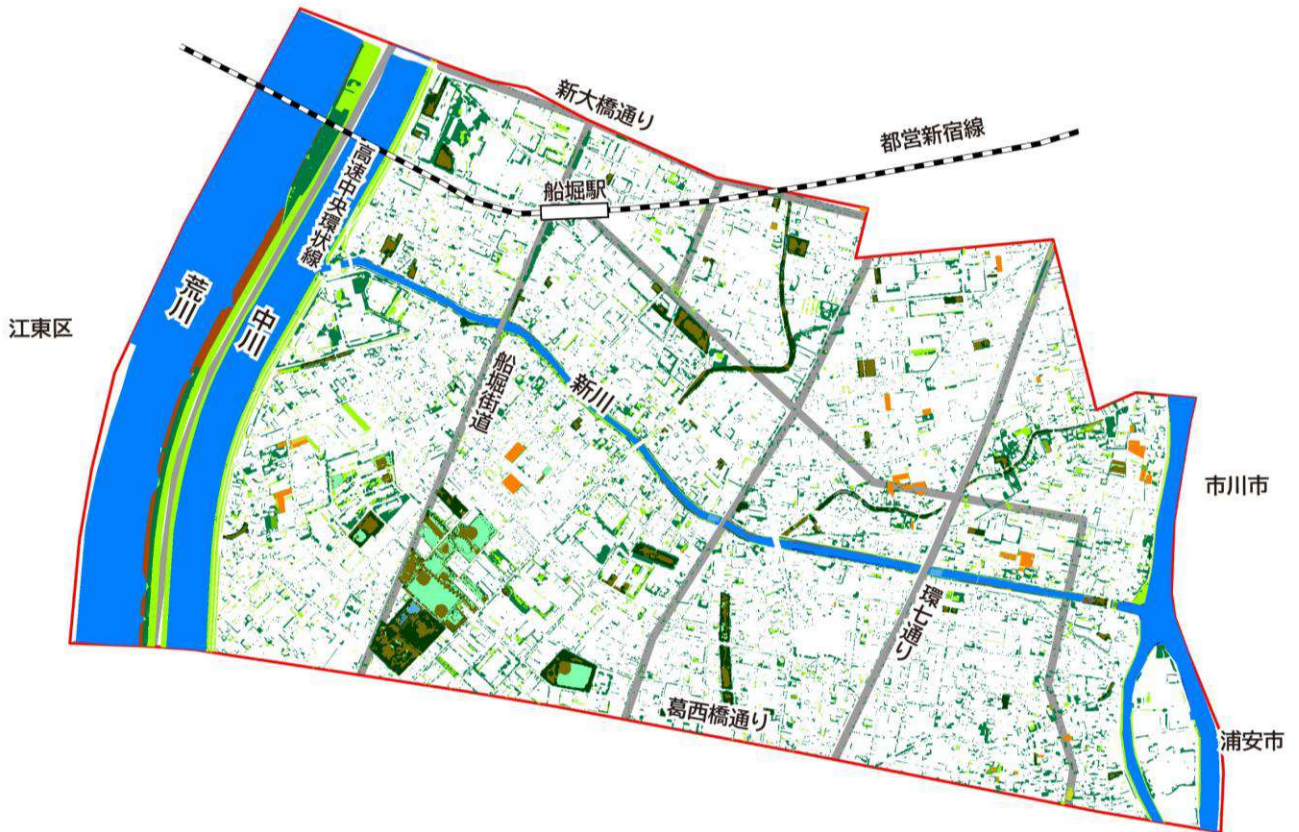 新大橋通り
都営新宿線
高速中央環状線
船堀駅
荒川
中川
江東区
船堀街道
新川
市川市
環七通り
葛西橋通り
浦安市